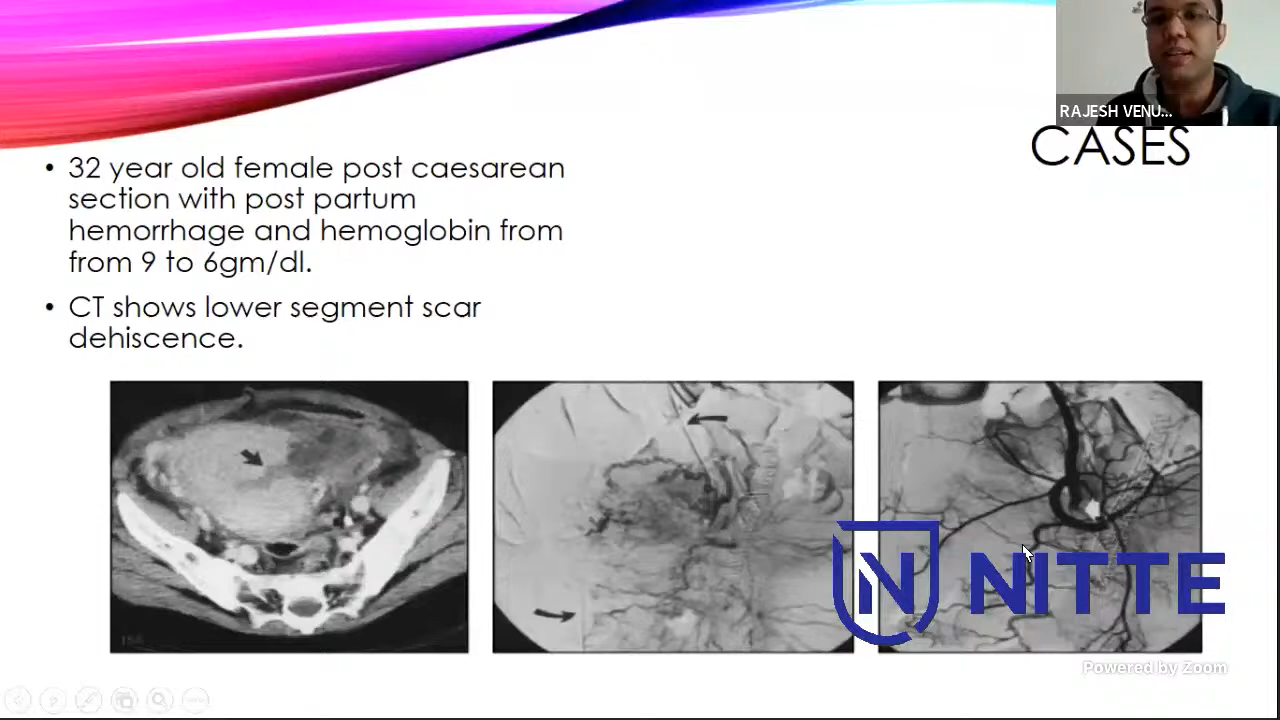 RAJESH VENU...
CASES
• 32 year old female post caesarean
section with post partum
hemorrhage and hemoglobin from
from 9 to 6gm/dl.
• CT shows lower segment scar
dehiscence.
NITTE
Powered by Zoom